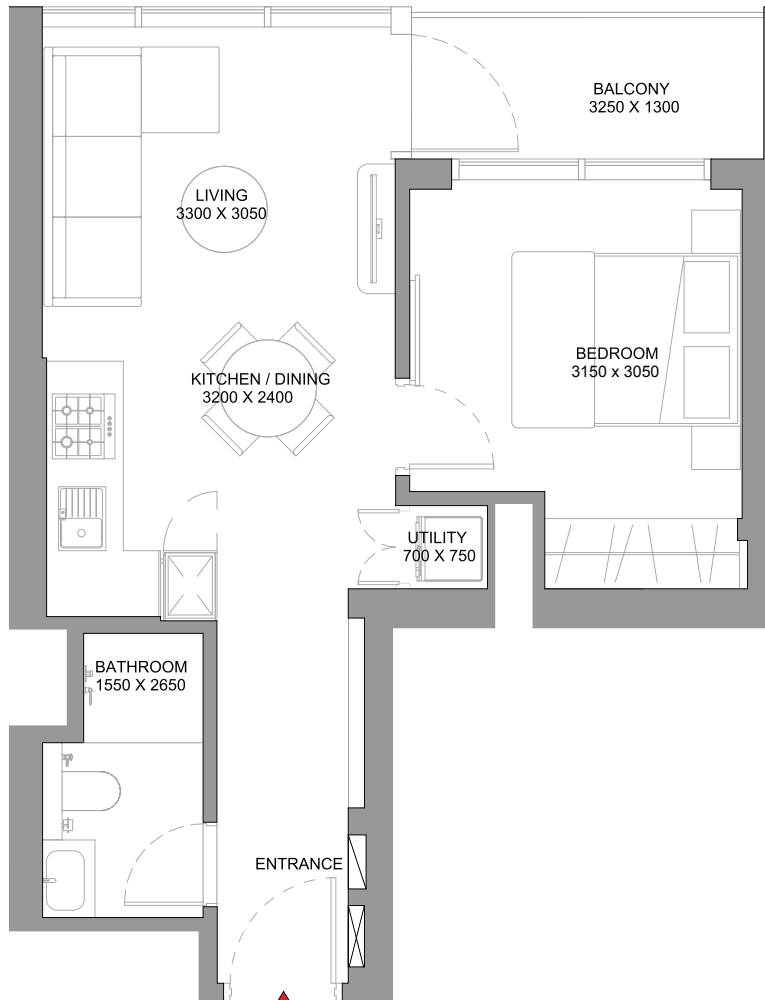 BALCONY
3250 X 1300
LIVING
3300 X 3050
BEDROOM
3150 x 3050
KITCHEN / DINING
3200 X 2400
UTILITY
700 X 750
BATHROOM
1550 X 2650
ENTRANCE